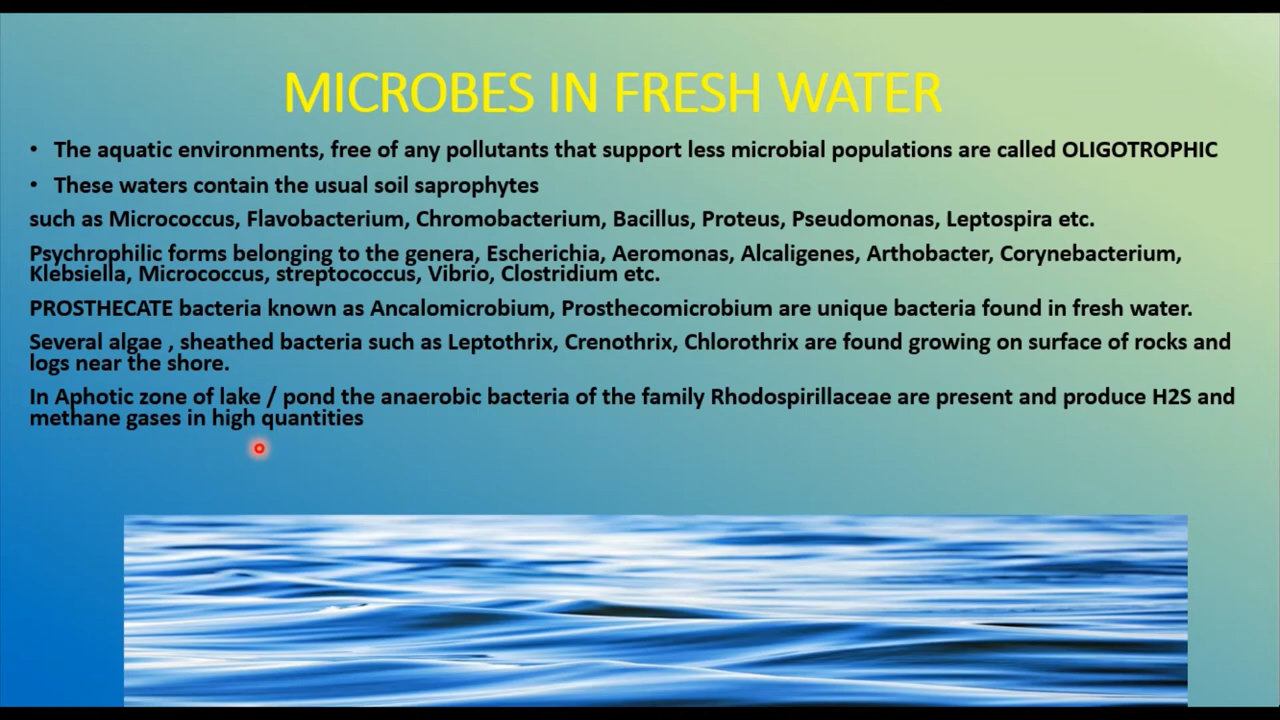 MICROBES IN FRESH WATER
• The aquatic environments, free of any pollutants that support less microbial populations are called OLIGOTROPHIC
• These waters contain the usual soil saprophytes
such as Micrococcus, Flavobacterium, Chromobacterium, Bacillus, Proteus, Pseudomonas, Leptospira etc.
Psychrophilic forms belonging to the genera, Escherichia, Aeromonas, Alcaligenes, Arthobacter, Corynebacterium,
Klebsiella, Micrococcus, streptococcus, Vibrio, Clostridium etc.
PROSTHECATE bacteria known as Ancalomicrobium, Prosthecomicrobium are unique bacteria found in fresh water.
Several algae , sheathed bacteria such as Leptothrix, Crenothrix, Chlorothrix are found growing on surface of rocks and
logs near the shore.
In Aphotic zone of lake / pond the anaerobic bacteria of the family Rhodospirillaceae are present and produce H2S and
methane gases in high quantities